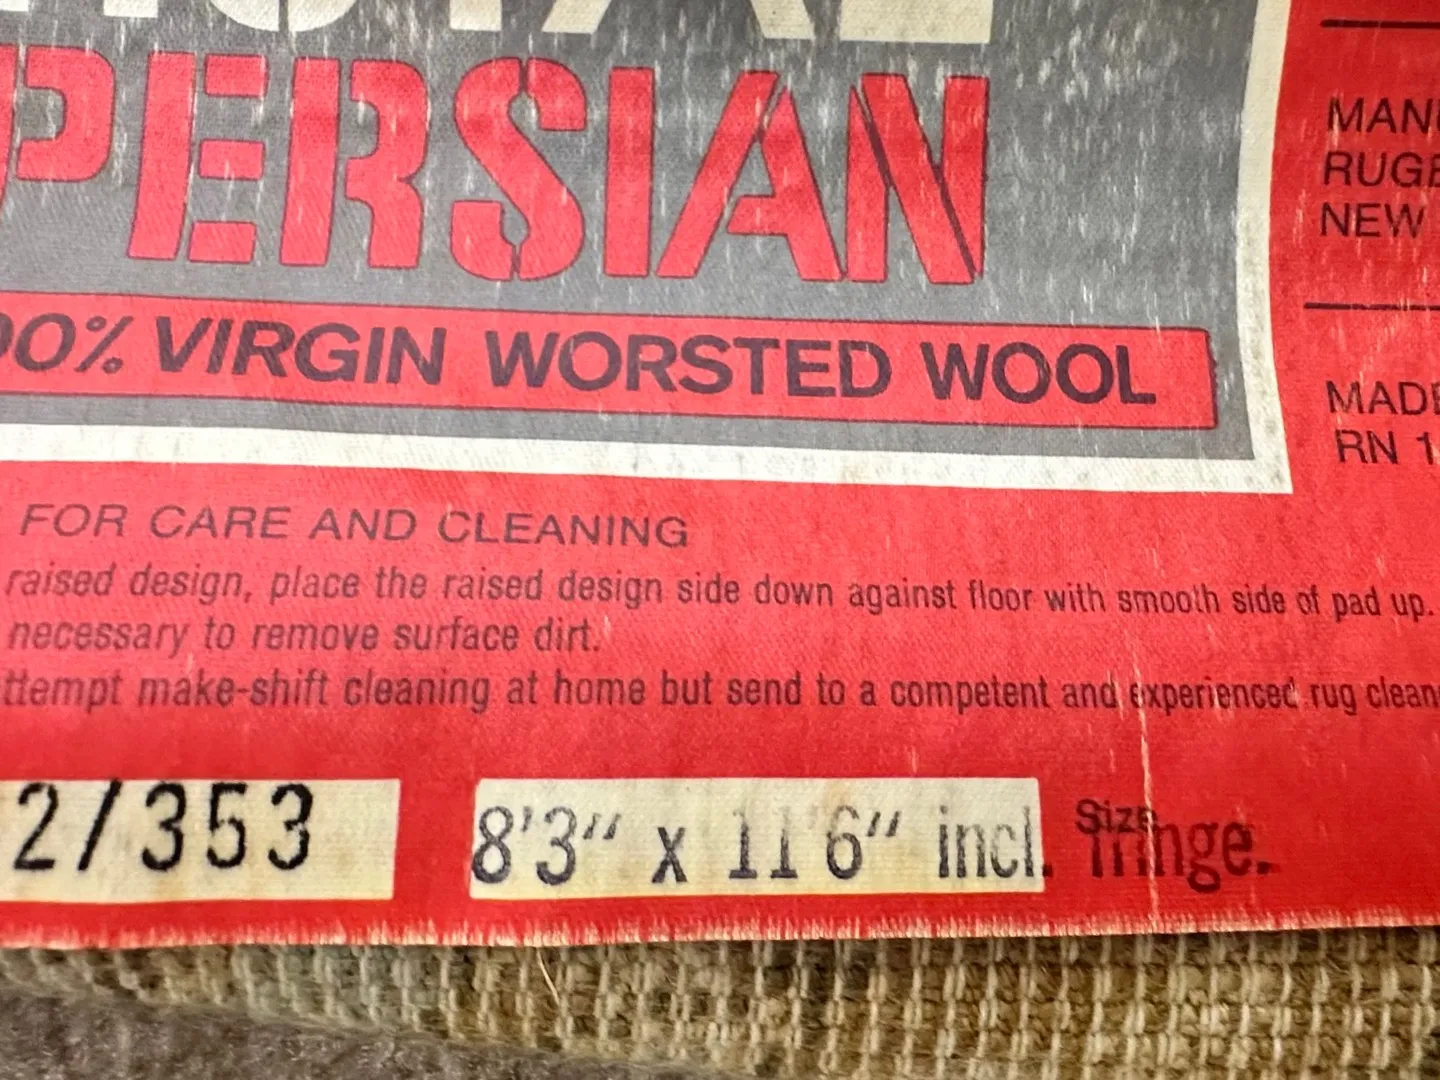 PERSIAN
00% VIRGIN WORSTED WOOL
FOR CARE AND CLEANING
raised design, place the raised design side down against floor with smooth side of pad up.
necessary to remove surface dirt.
ttempt make-shift cleaning at home but send to a competent and experienced rug clean
2/353
8'3" x 11'6" incl. fringe.
Size
MAN
RUGE
NEW
MADE
RN 1